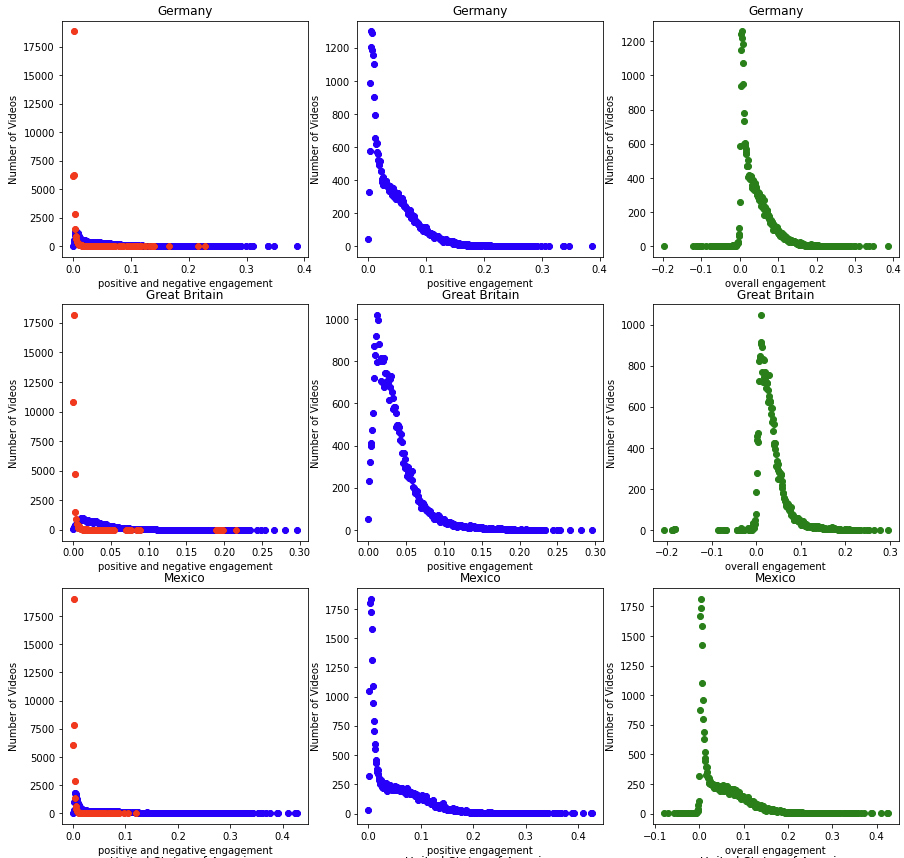 Germany Germany Germany
Number of Videos Number of Videos Number of Videos
17500 15000 12500 10000 7500 5000 2500 0
1200 1000 800 600 400 200 0
1200 1000 800 600 400 200 0
0.0 0.1 0.2 0.3 0.4
0.0 0.1 0.2 0.3 0.4
−0.2 −0.1 0.0 0.1 0.2 0.3 0.4
positive and negative engagement positive engagement overall engagement
Great Britain Great Britain Great Britain
Number of Videos Number of Videos Number of Videos
17500 15000 12500 10000 7500 5000 2500 0
1000 800 600 400 200 0
1000 800 600 400 200 0
0.00 0.05 0.10 0.15 0.20 0.25 0.30
0.00 0.05 0.10 0.15 0.20 0.25 0.30
−0.2 −0.1 0.0 0.1 0.2 0.3
positive and negative engagement positive engagement overall engagement
Mexico Mexico Mexico
Number of Videos Number of Videos Number of Videos
17500 15000 12500 10000 7500 5000 2500 0
1750 1500 1250 1000 750 500 250 0
1750 1500 1250 1000 750 500 250 0
0.0 0.1 0.2 0.3 0.4
0.0 0.1 0.2 0.3 0.4
−0.1 0.0 0.1 0.2 0.3 0.4
positive and negative engagement positive engagement overall engagement